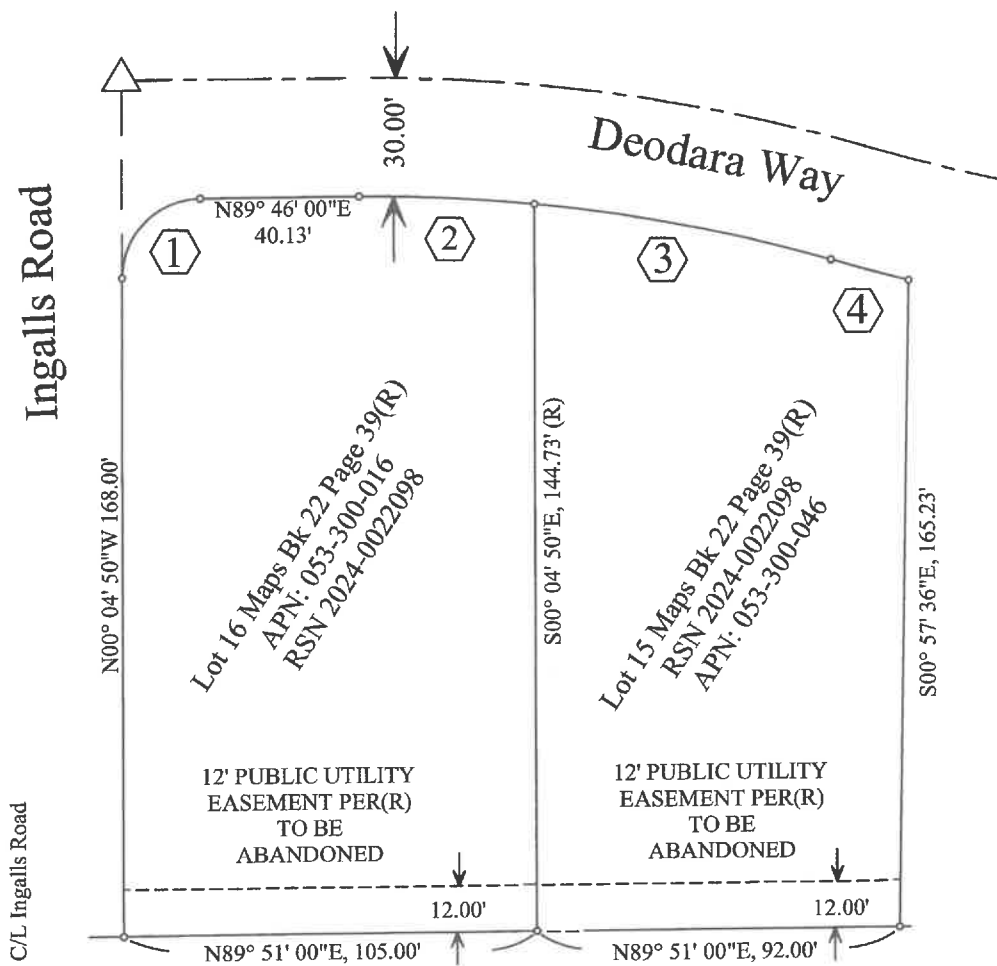 30.00'
Deodara Way
Ingalls Road
N89° 46' 00"E
40.13'
1
2
3
4
N00° 04' 50"W 168.00'
Lot 16 Maps Bk 22 Page 39(R)
APN: 053-300-016
RSN 2024-0022098
S00° 04' 50"E, 144.73' (R)
Lot 15 Maps Bk 22 Page 39(R)
RSN 2024-0022098
APN: 053-300-046
S00° 57' 36"E, 165.23'
12' PUBLIC UTILITY
EASEMENT PER(R)
TO BE
ABANDONED
12' PUBLIC UTILITY
EASEMENT PER(R)
TO BE
ABANDONED
C/L Ingalls Road
12.00'
12.00'
N89° 51' 00"E, 105.00'
N89° 51' 00"E, 92.00'